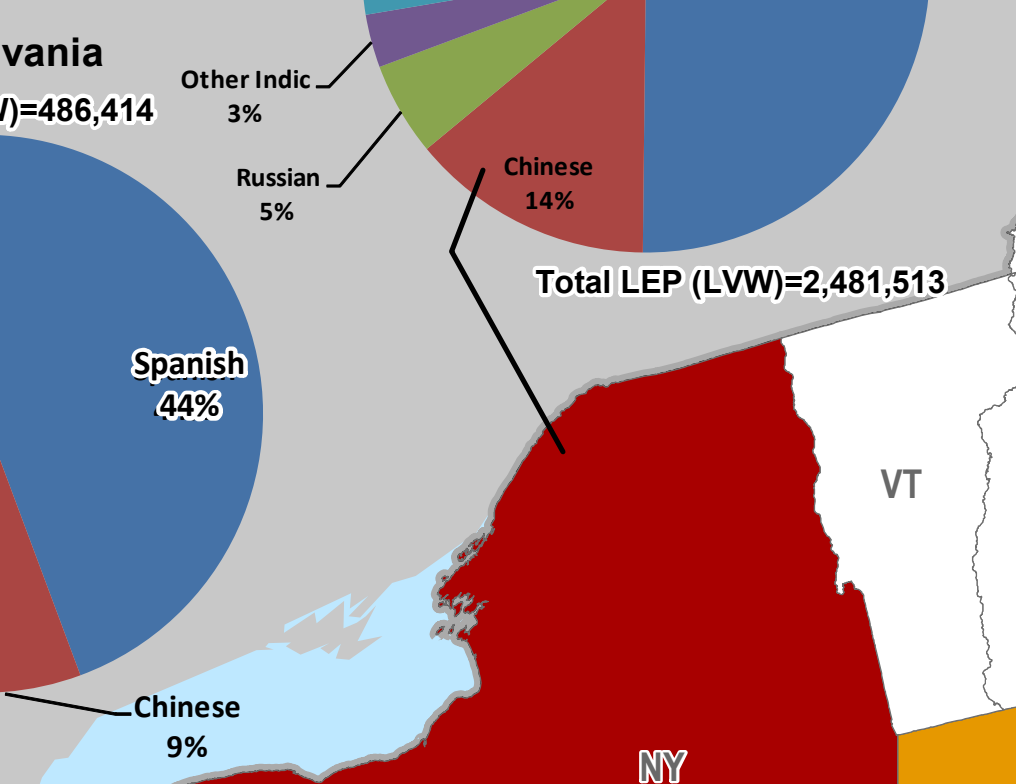 vania
W)=486,414
Other Indic
3%
Russian
5%
Chinese
14%
Total LEP (LVW)=2,481,513
Spanish
44%
VT
Chinese
9%
NY